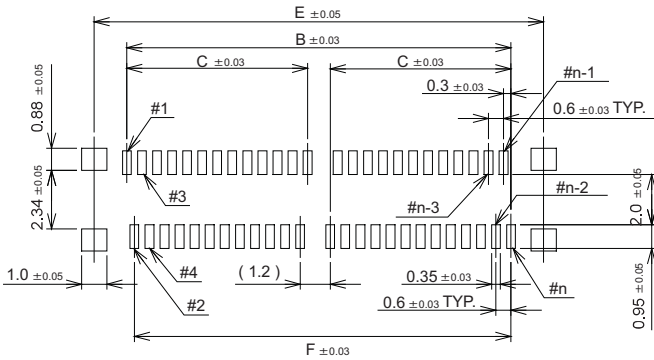 E ±0.05
B ±0.03
C ±0.03
C ±0.03
#n-1
0.3 ±0.03
0.6 ±0.03 TYP.
0.88 ±0.05
#1
#3
#n-3
#n-2
2.34 ±0.05
2.0 ±0.03
1.0 ±0.05
#4
#2
( 1.2 )
0.35 ±0.03
0.6 ±0.03 TYP.
#n
0.95 ±0.05
F ±0.03